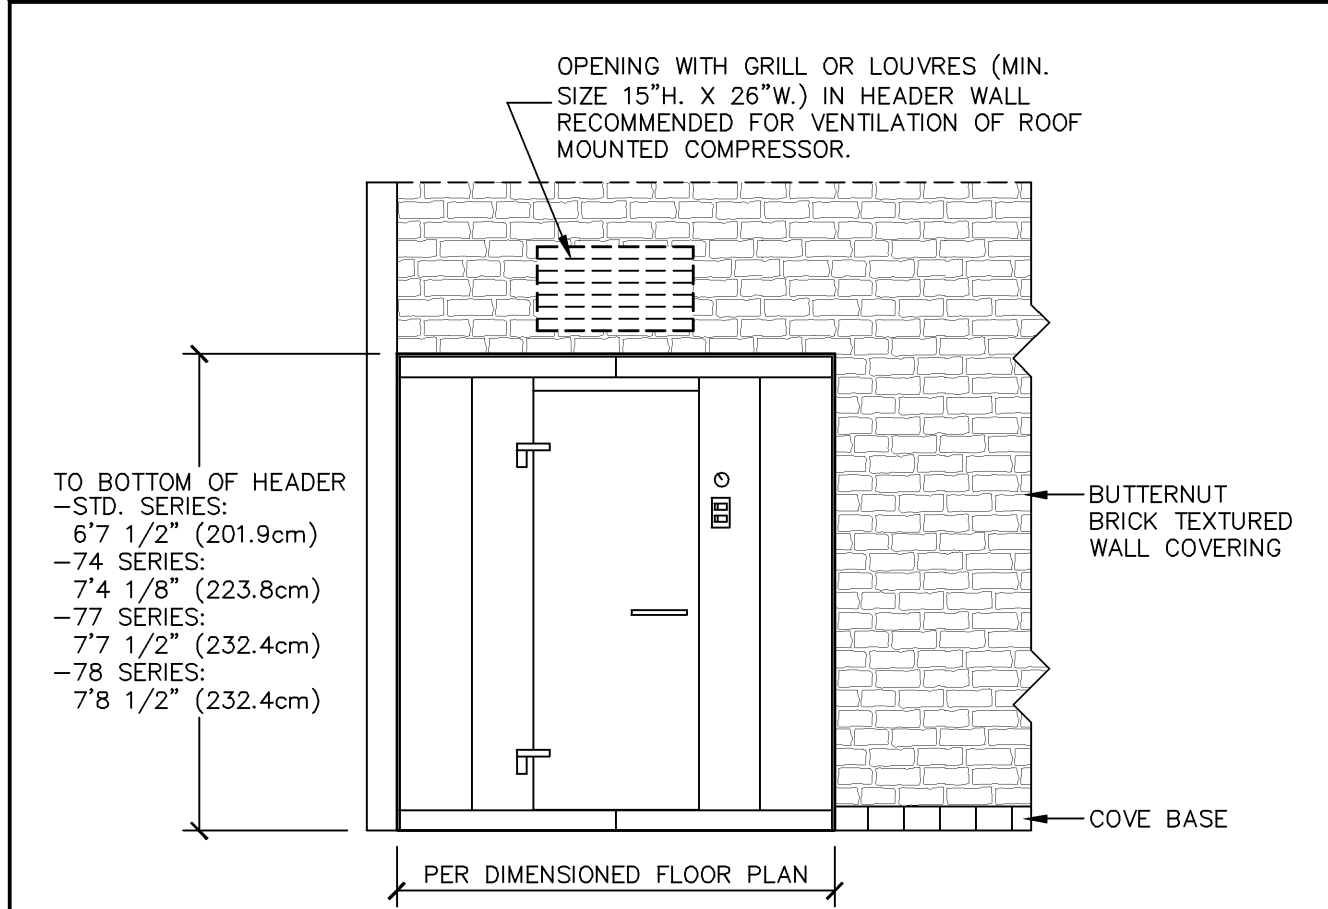 OPENING WITH GRILL OR LOUVRES (MIN.
SIZE 15"H. X 26"W.) IN HEADER WALL
RECOMMENDED FOR VENTILATION OF ROOF
MOUNTED COMPRESSOR.
TO BOTTOM OF HEADER
-STD. SERIES:
6'7 1/2" (201.9cm)
-74 SERIES:
7'4 1/8" (223.8cm)
-77 SERIES:
7'7 1/2" (232.4cm)
-78 SERIES:
7'8 1/2" (232.4cm)
BUTTERNUT
BRICK TEXTURED
WALL COVERING
COVE BASE
PER DIMENSIONED FLOOR PLAN